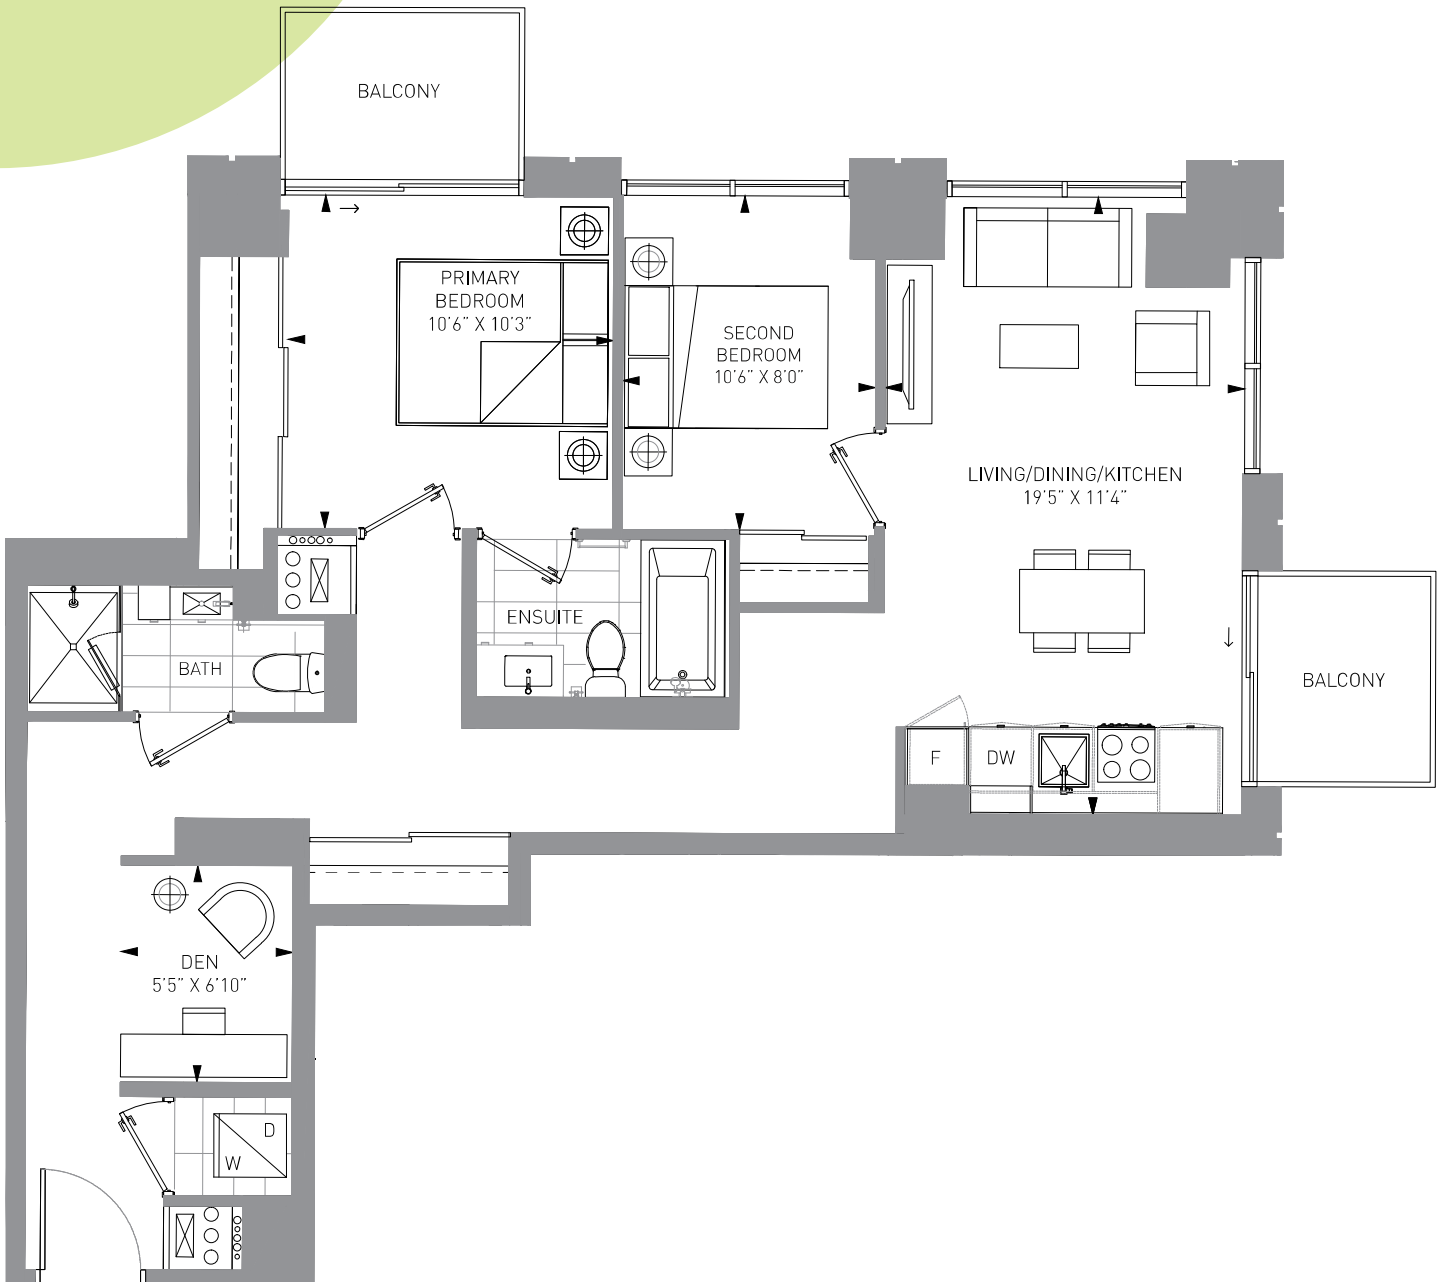 BALCONY
PRIMARY
BEDROOM
10'6" X 10'3"
SECOND
BEDROOM
10'6" X 8'0"
LIVING/DINING/KITCHEN
19'5" X 11'4"
ENSUITE
BATH
BALCONY
F
DW
DEN
5'5" X 6'10"
D
W